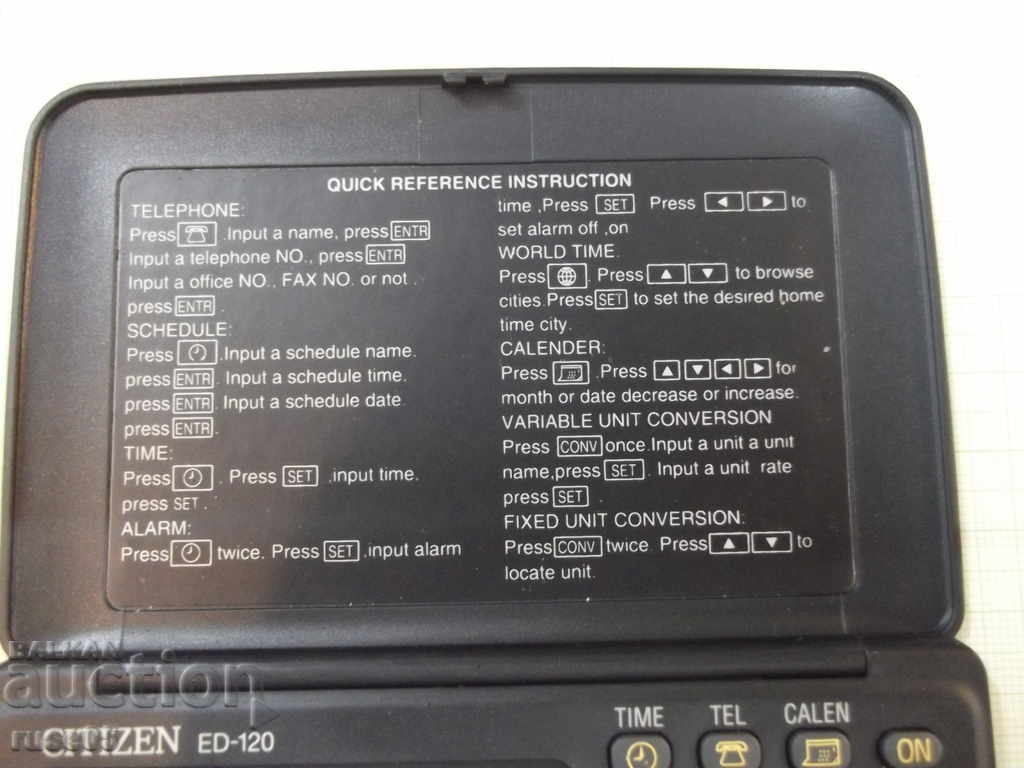 QUICK REFERENCE INSTRUCTION
TELEPHONE:
Press .Input a name, press ENTR
Input a telephone NO., press ENTR
Input a office NO., FAX NO. or not .
press ENTR .
SCHEDULE:
Press .Input a schedule name.
press ENTR . Input a schedule time.
press ENTR . Input a schedule date
press ENTR .
TIME:
Press . Press SET .input time.
press SET .
ALARM:
Press twice. Press SET .input alarm
time ,Press SET Press ◀ ▶ to
set alarm off ,on
WORLD TIME.
Press . Press ▲ ▼ to browse
cities.Press SET to set the desired home
time city.
CALENDER:
Press .Press ▲ ▼ ◀ ▶ for
month or date decrease or increase.
VARIABLE UNIT CONVERSION
Press CONV once.Input a unit a unit
name,press SET . Input a unit rate
press SET .
FIXED UNIT CONVERSION:
Press CONV twice. Press ▲ ▼ to
locate unit.
BALKAN
auction
CITIZEN ED-120
TIME TEL CALEN
ON